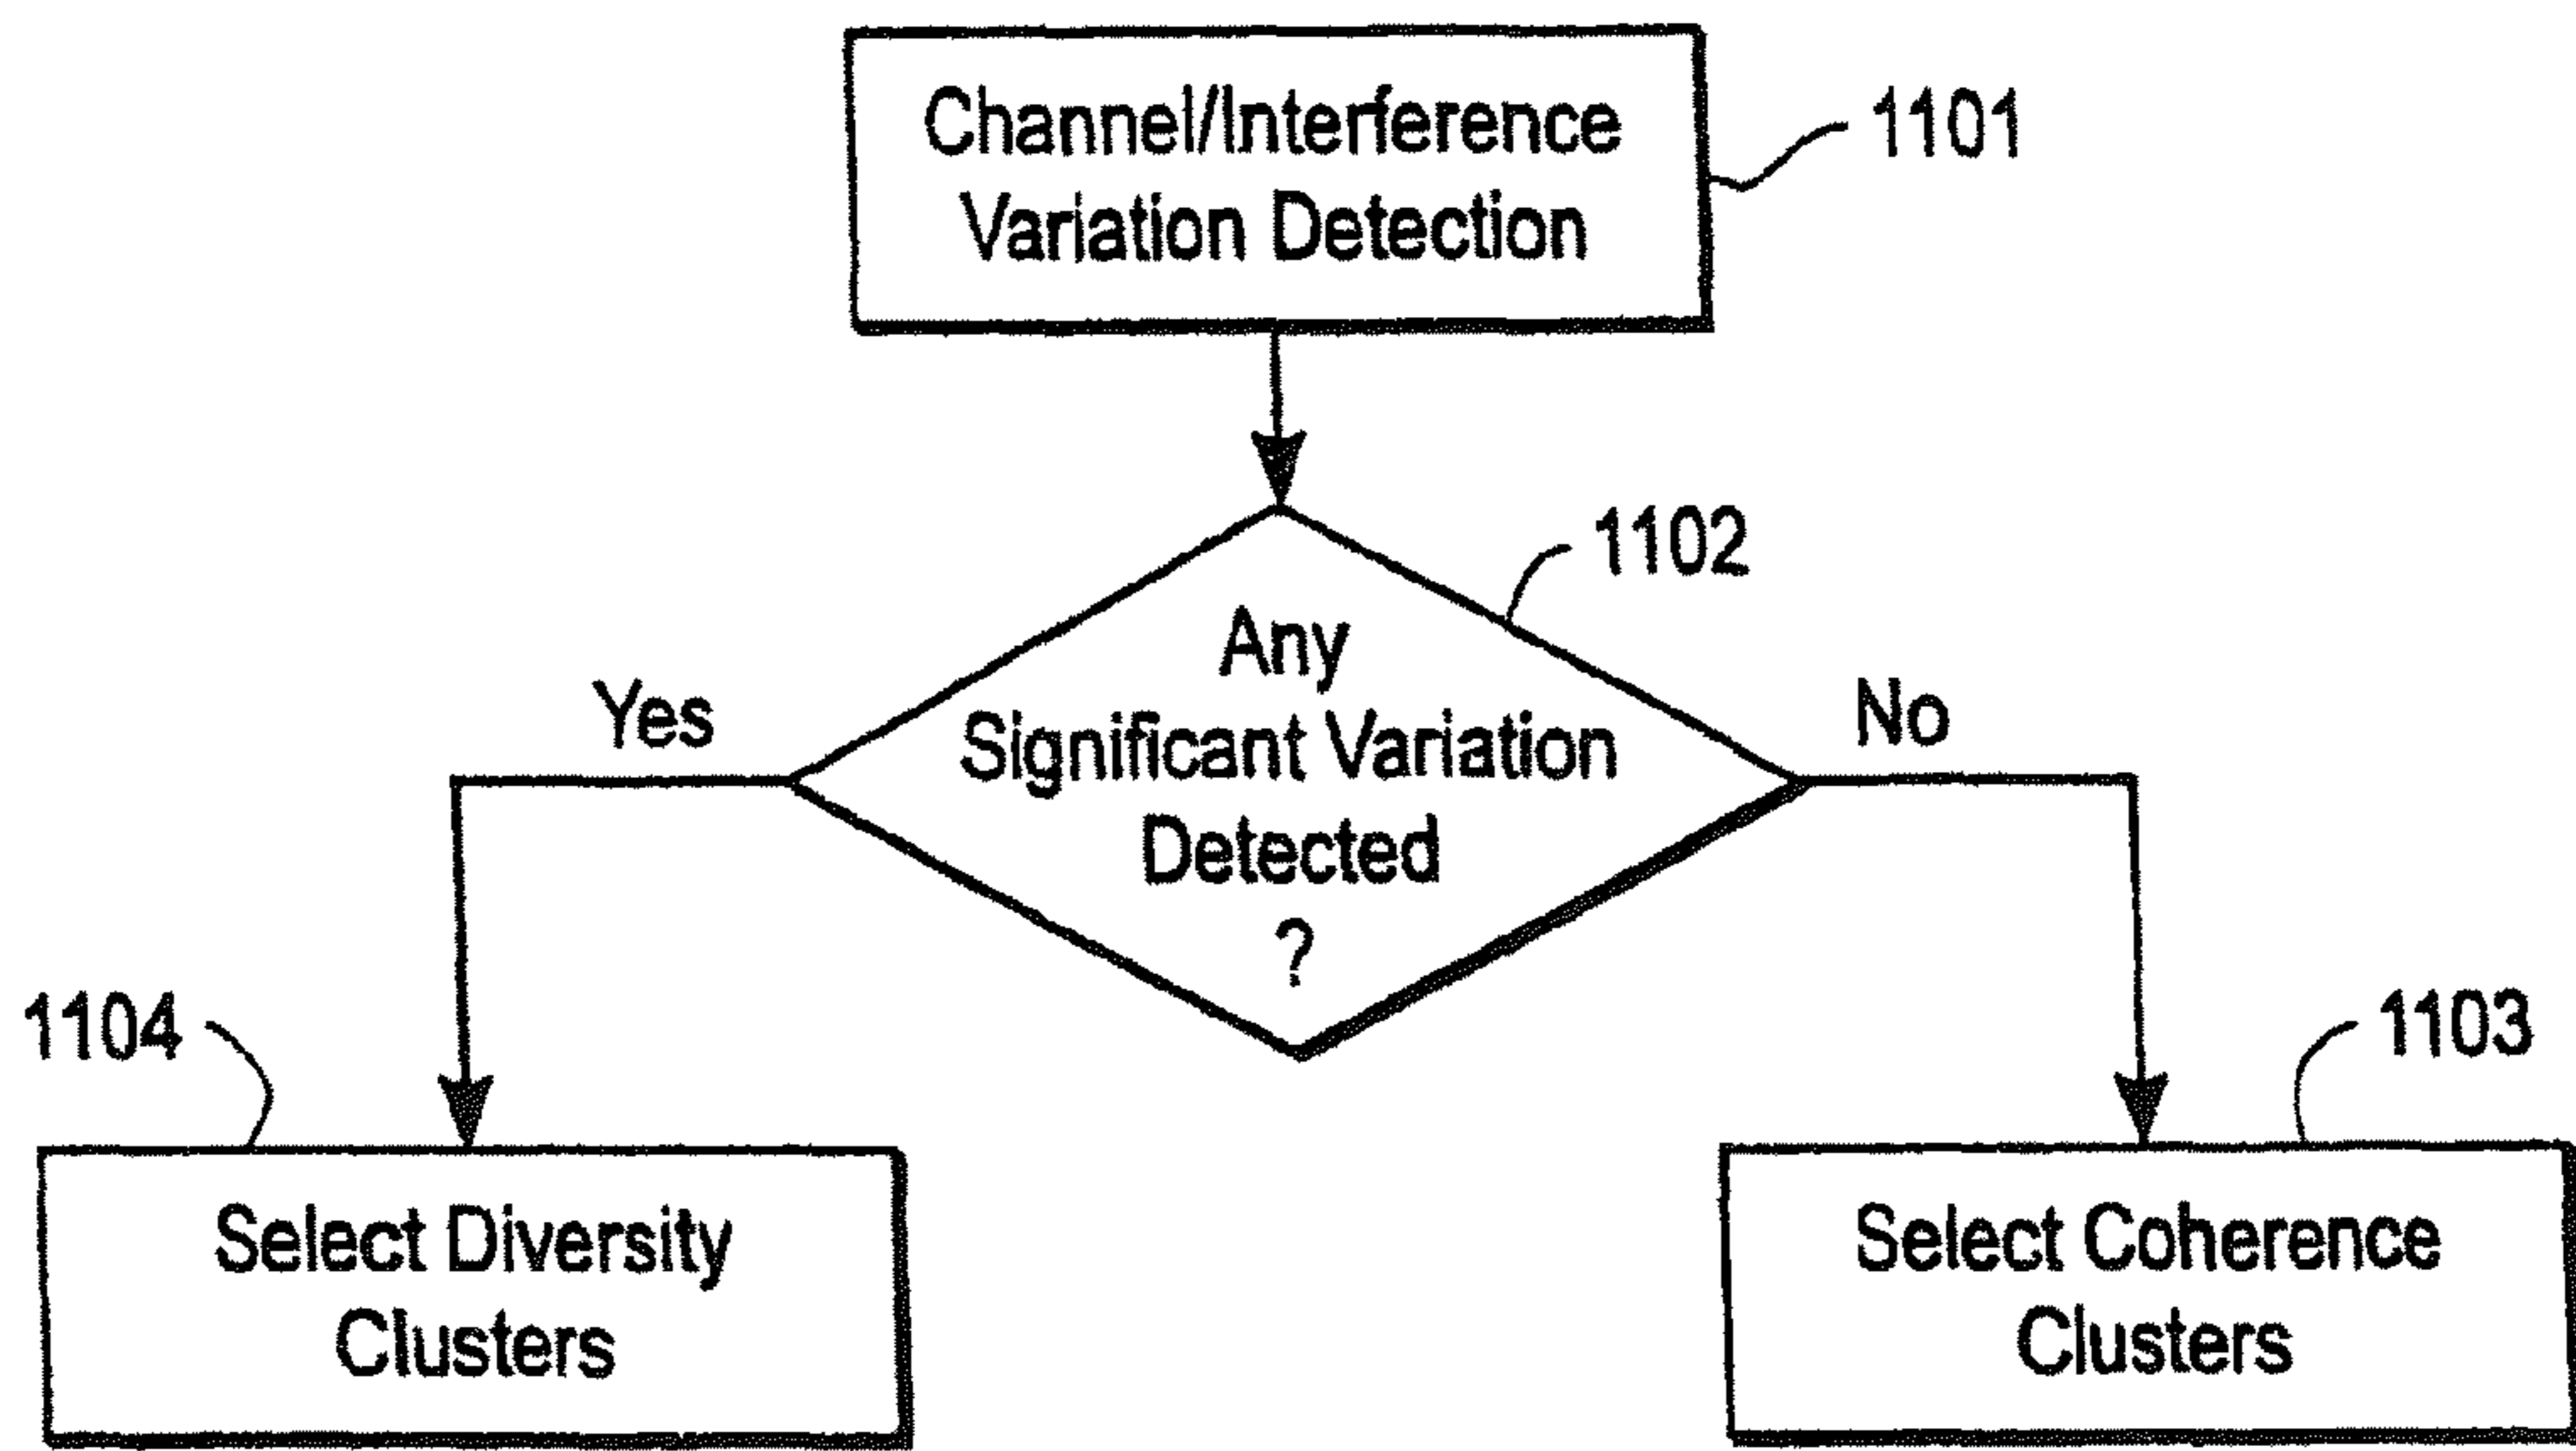 Channel/Interference
Variation Detection
1101
1102
Any
Significant Variation
Detected
?
Yes
No
1104
1103
Select Diversity
Clusters
Select Coherence
Clusters